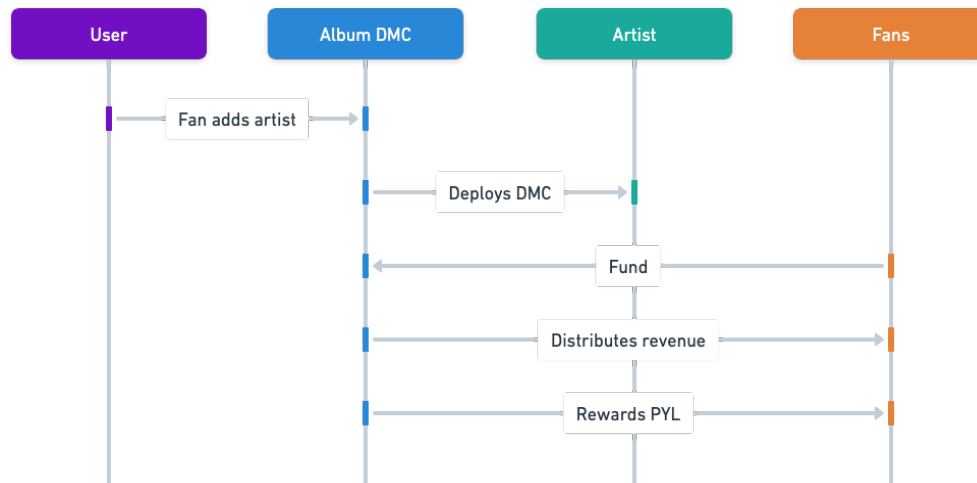 User
Album DMC
Artist
Fans
Fan adds artist
Deploys DMC
Fund
Distributes revenue
Rewards PYL